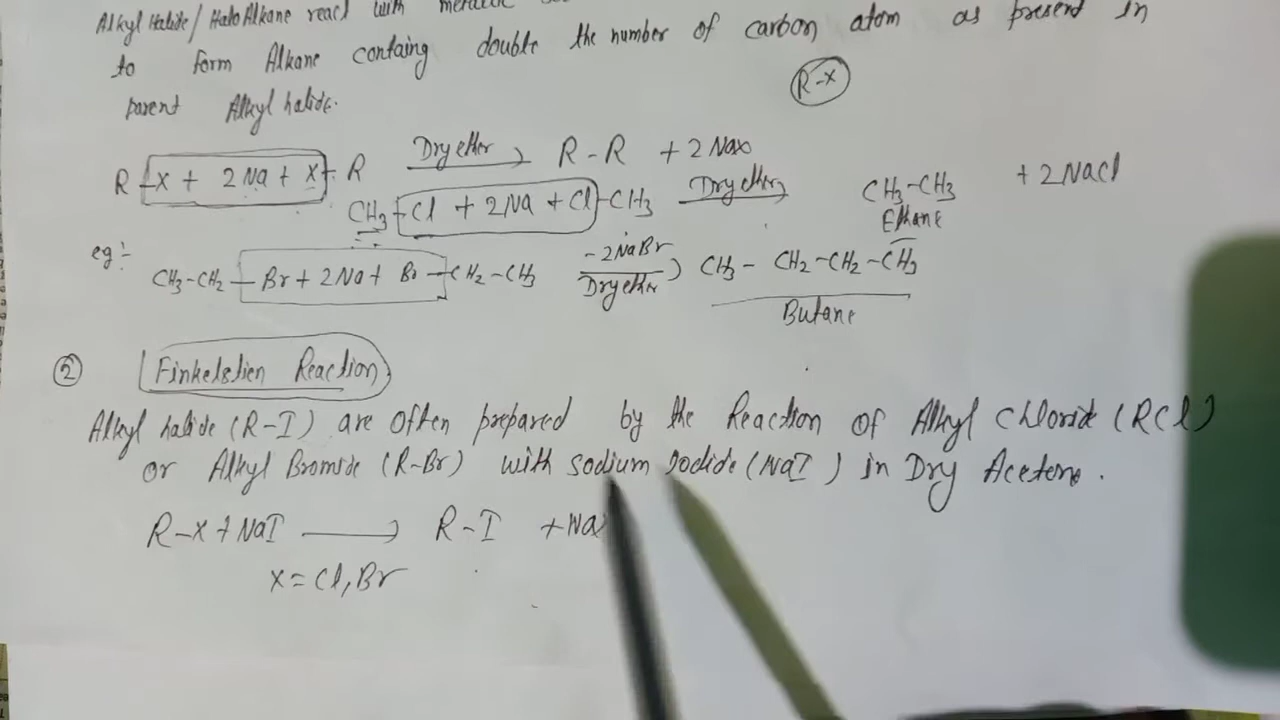 Alkyl Halide / Halo Alkane react with
to form Alkane containg double the number of carbon atom as present in
parent Alkyl halide.
R-X
R-X + 2Na + X-R Dry ether R-R + 2NaX
CH3-Cl + 2Na + Cl-CH3 Dry ether CH3-CH3 + 2NaCl
Ethane
eg:- CH3-CH2-Br + 2Na + Br-CH2-CH3 -2NaBr Dry ether CH3-CH2-CH2-CH3
Butane
② Finkelstien Reaction
Alkyl halide (R-I) are often prepared by the Reaction of Alkyl Chloride (RCl)
or Alkyl Bromide (R-Br) with Sodium Iodide (NaI) in Dry Acetone.
R-X + NaI → R-I + Na
X = Cl, Br